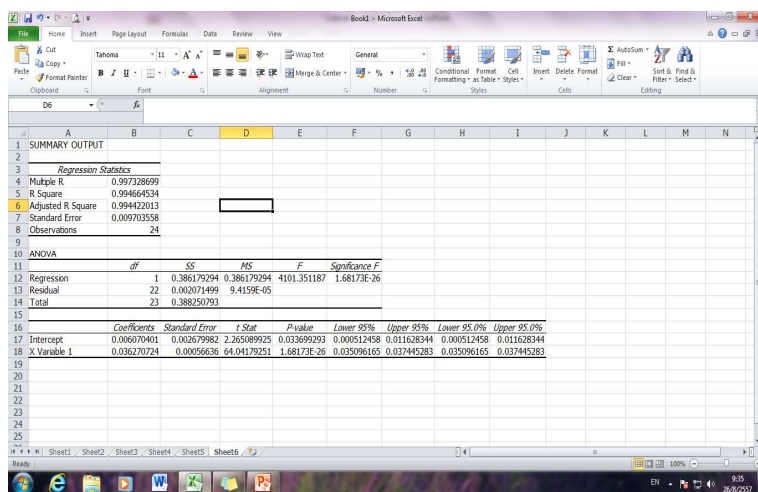 Book1 - Microsoft Excel
File Home Insert Page Layout Formulas Data Review View
Cut
Copy
Format Painter
Paste
Clipboard
Tahoma 11
Font
Wrap Text
Merge & Center
Alignment
General
Number
Conditional Formatting
Format as Table
Cell Styles
Styles
Insert Delete Format
Cells
AutoSum
Fill
Clear
Sort & Filter
Find & Select
Editing
D6 fx
A B C D E F G H I J K L M N
1 SUMMARY OUTPUT
2
3 Regression Statistics
4 Multiple R 0.997328699
5 R Square 0.994664534
6 Adjusted R Square 0.994422013
7 Standard Error 0.009703558
8 Observations 24
9
10 ANOVA
11 df SS MS F Significance F
12 Regression 1 0.386179294 0.386179294 4101.351187 1.68173E-26
13 Residual 22 0.002071499 9.4159E-05
14 Total 23 0.388250793
15
16 Coefficients Standard Error t Stat P-value Lower 95% Upper 95% Lower 95.0% Upper 95.0%
17 Intercept 0.006070401 0.002679982 2.265089925 0.033699293 0.000512458 0.011628344 0.000512458 0.011628344
18 X Variable 1 0.036270724 0.00056636 64.04179251 1.68173E-26 0.035096165 0.037445283 0.035096165 0.037445283
19
20
21
22
23
24
25
Sheet1 Sheet2 Sheet3 Sheet4 Sheet5 Sheet6
Ready 100%
EN 9:35
26/8/2557